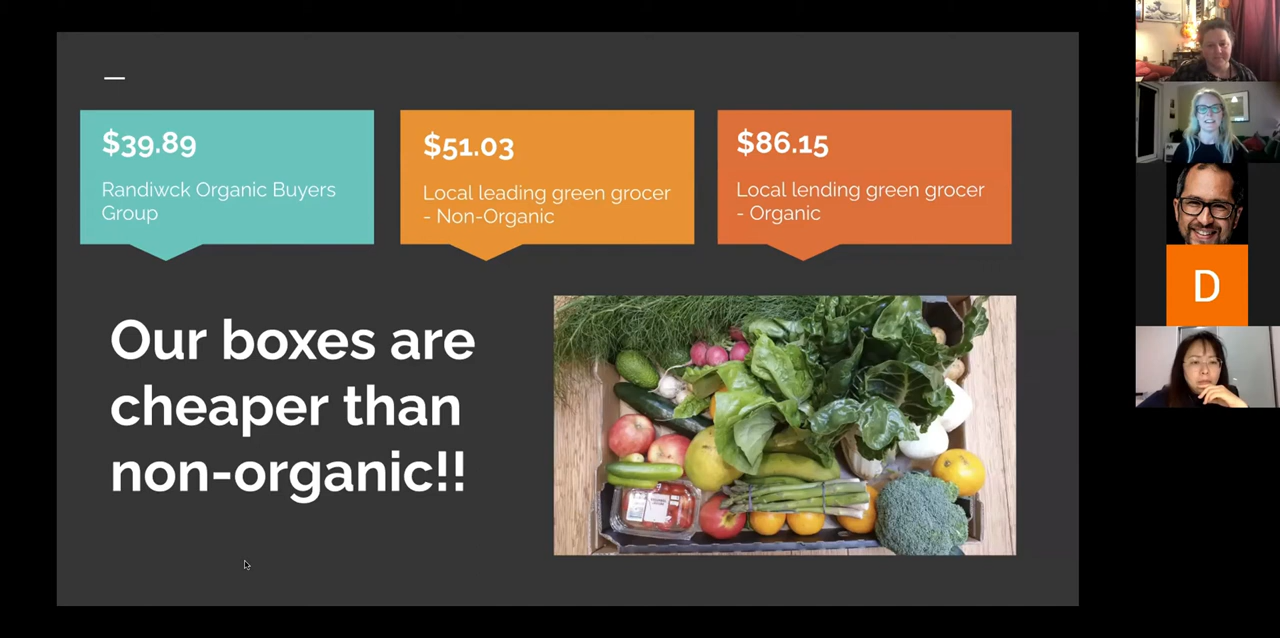 $39.89
Randiwck Organic Buyers
Group
$51.03
Local leading green grocer
- Non-Organic
$86.15
Local lending green grocer
- Organic
Our boxes are
cheaper than
non-organic!!
D